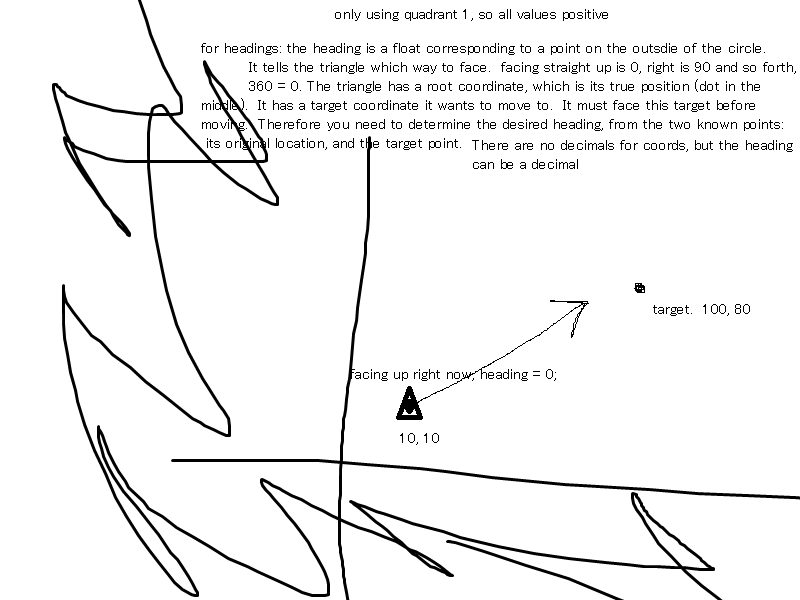 only using quadrant 1, so all values positive
for headings: the heading is a float corresponding to a point on the outsdie of the circle.
It tells the triangle which way to face.  facing straight up is 0, right is 90 and so forth,
360 = 0. The triangle has a root coordinate, which is its true position (dot in the
middle).  It has a target coordinate it wants to move to.  It must face this target before
moving.  Therefore you need to determine the desired heading, from the two known points:
its original location, and the target point.
There are no decimals for coords, but the heading
can be a decimal
target.  100, 80
facing up right now, heading = 0;
10, 10